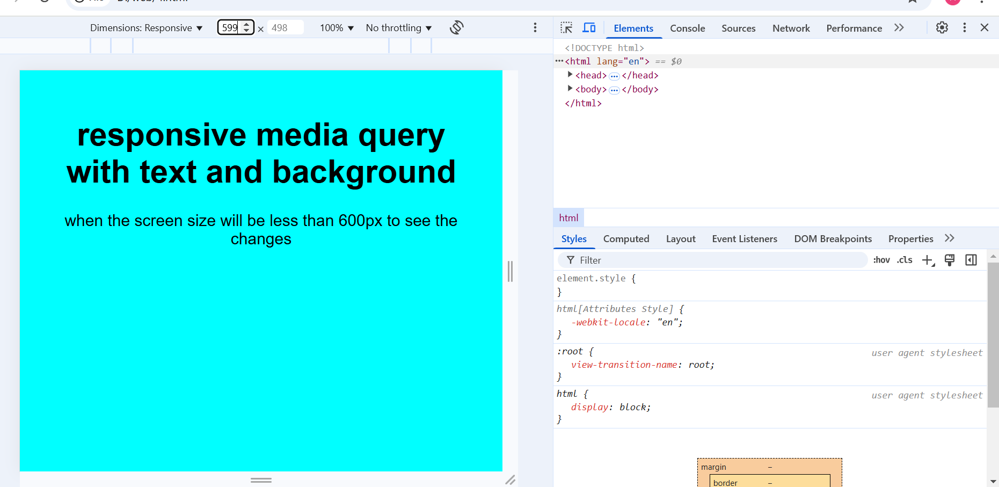 Dimensions: Responsive ▼ 599 × 498 100% ▼ No throttling ▼
Elements Console Sources Network Performance
<!DOCTYPE html>
<html lang="en"> == $0
<head> </head>
<body> </body>
</html>
responsive media query
with text and background
when the screen size will be less than 600px to see the
changes
html
Styles Computed Layout Event Listeners DOM Breakpoints Properties
Filter :hov .cls
element.style {
}
html[Attributes Style] {
-webkit-locale: "en";
}
:root { user agent stylesheet
view-transition-name: root;
}
html { user agent stylesheet
display: block;
}
margin –
border –